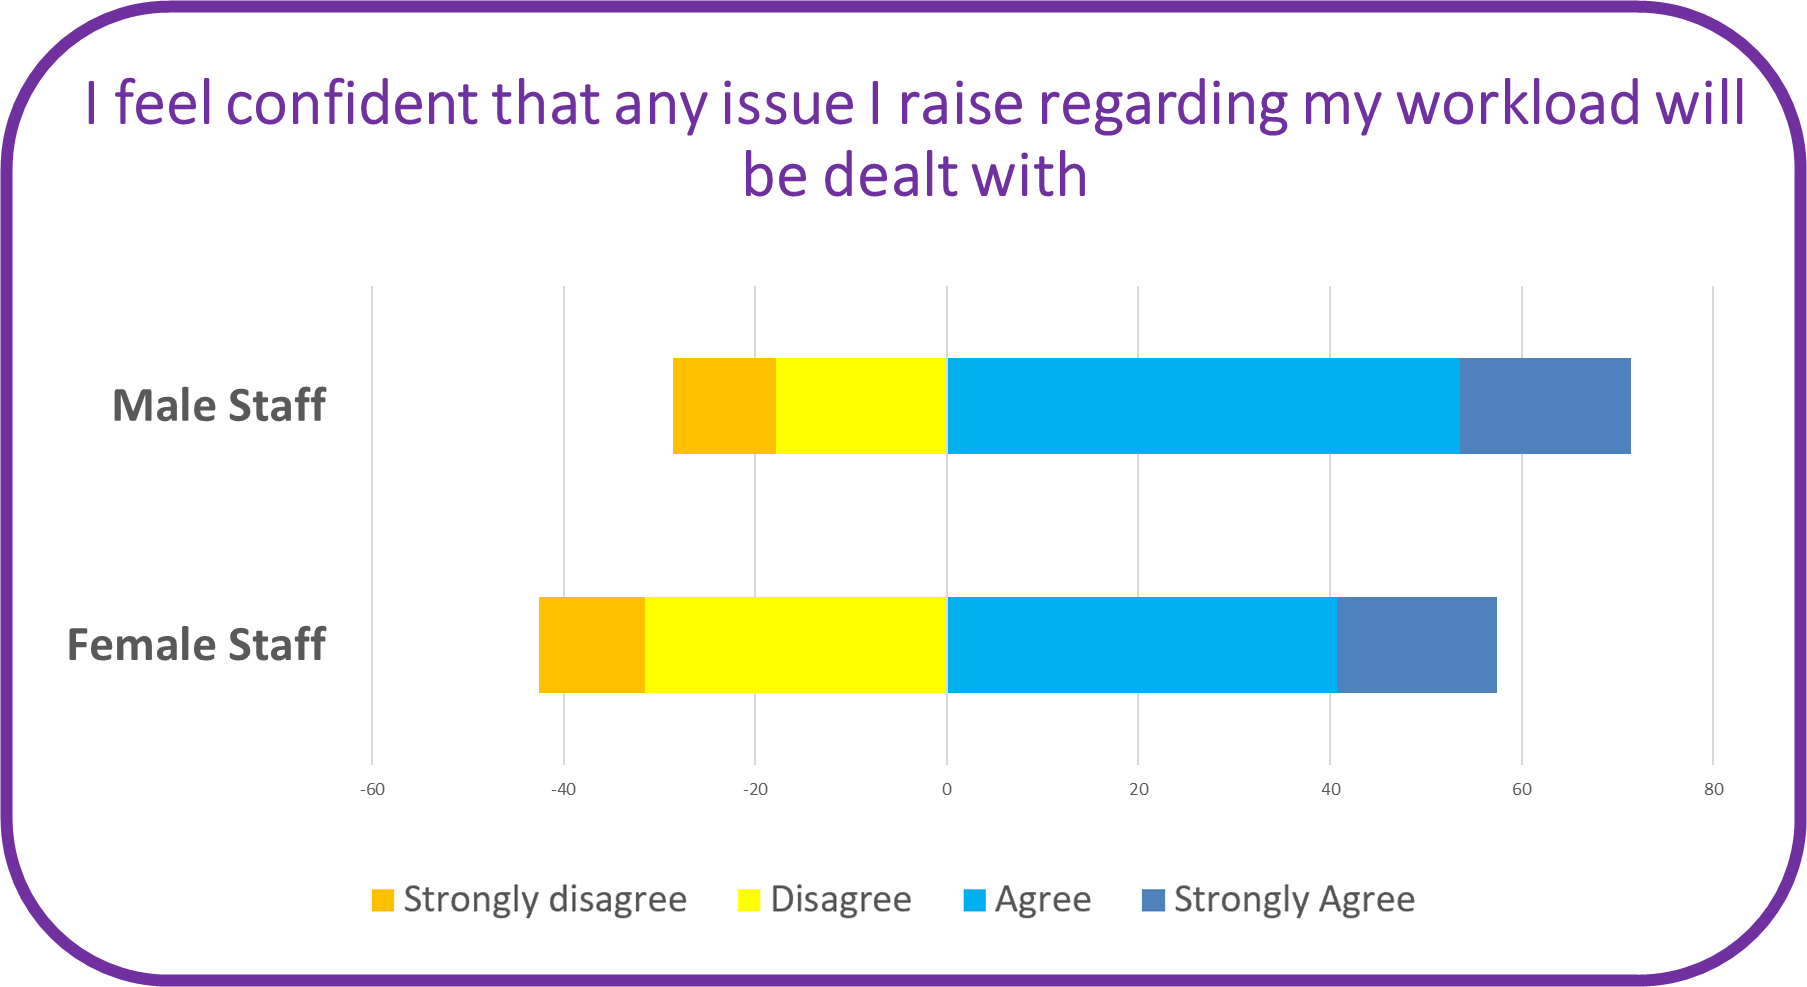 I feel confident that any issue I raise regarding my workload will
be dealt with
Male Staff
Female Staff
-60 -40 -20 0 20 40 60 80
Strongly disagree Disagree Agree Strongly Agree